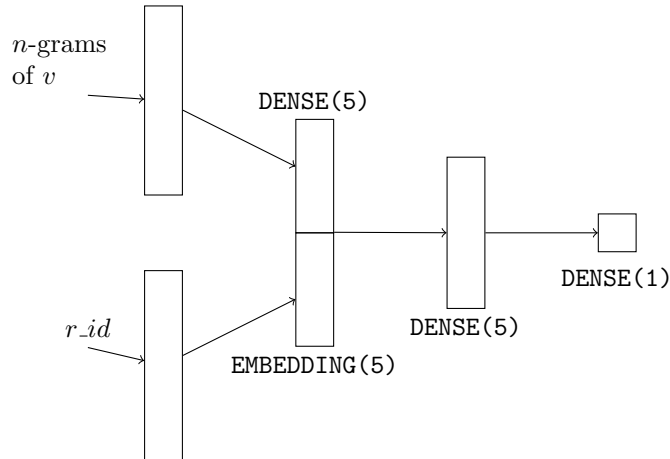 n-grams
of v
DENSE(5)
r_id
EMBEDDING(5)
DENSE(5)
DENSE(1)